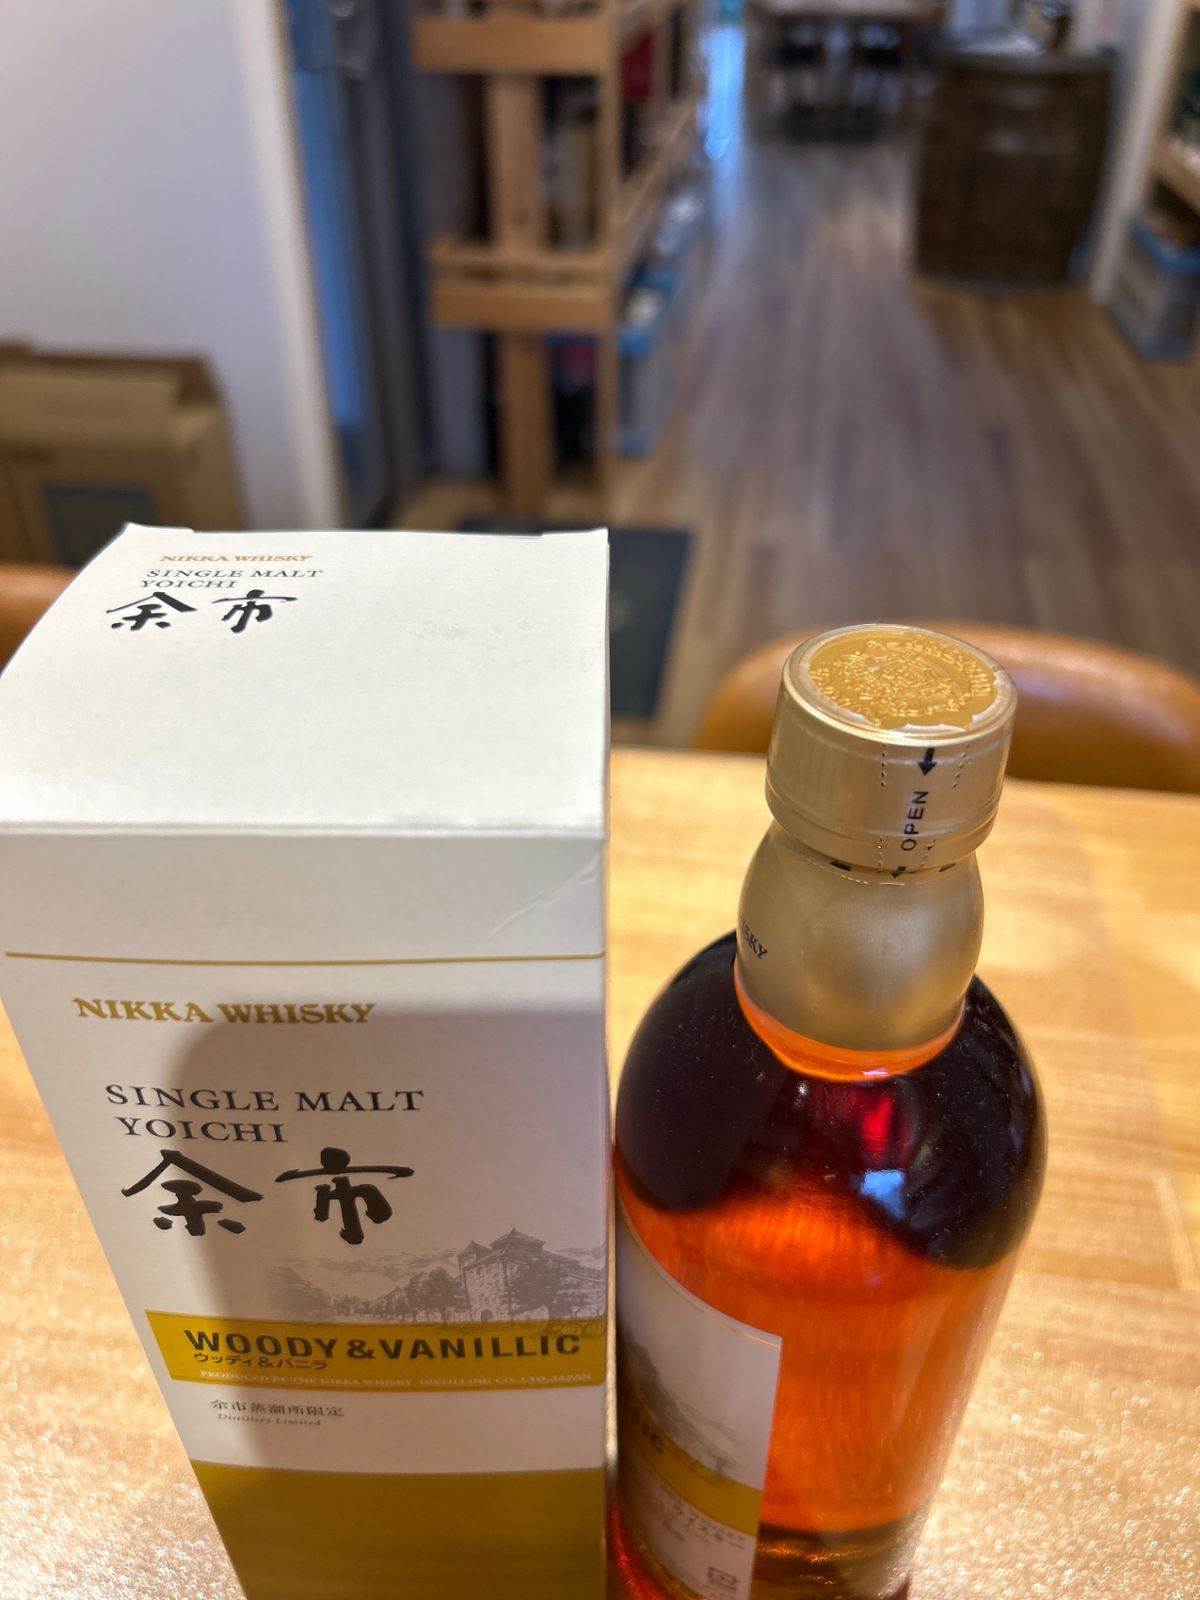 NIKKA WHISKY
SINGLE MALT
YOICHI
余市
NIKKA WHISKY
SINGLE MALT
YOICHI
余市
WOODY&VANILLIC
ウッディ&バニラ
PRODUCED BY THE NIKKA WHISKY DISTILLING CO.,LTD. JAPAN
余市蒸溜所限定
Distillery Limited
OPEN